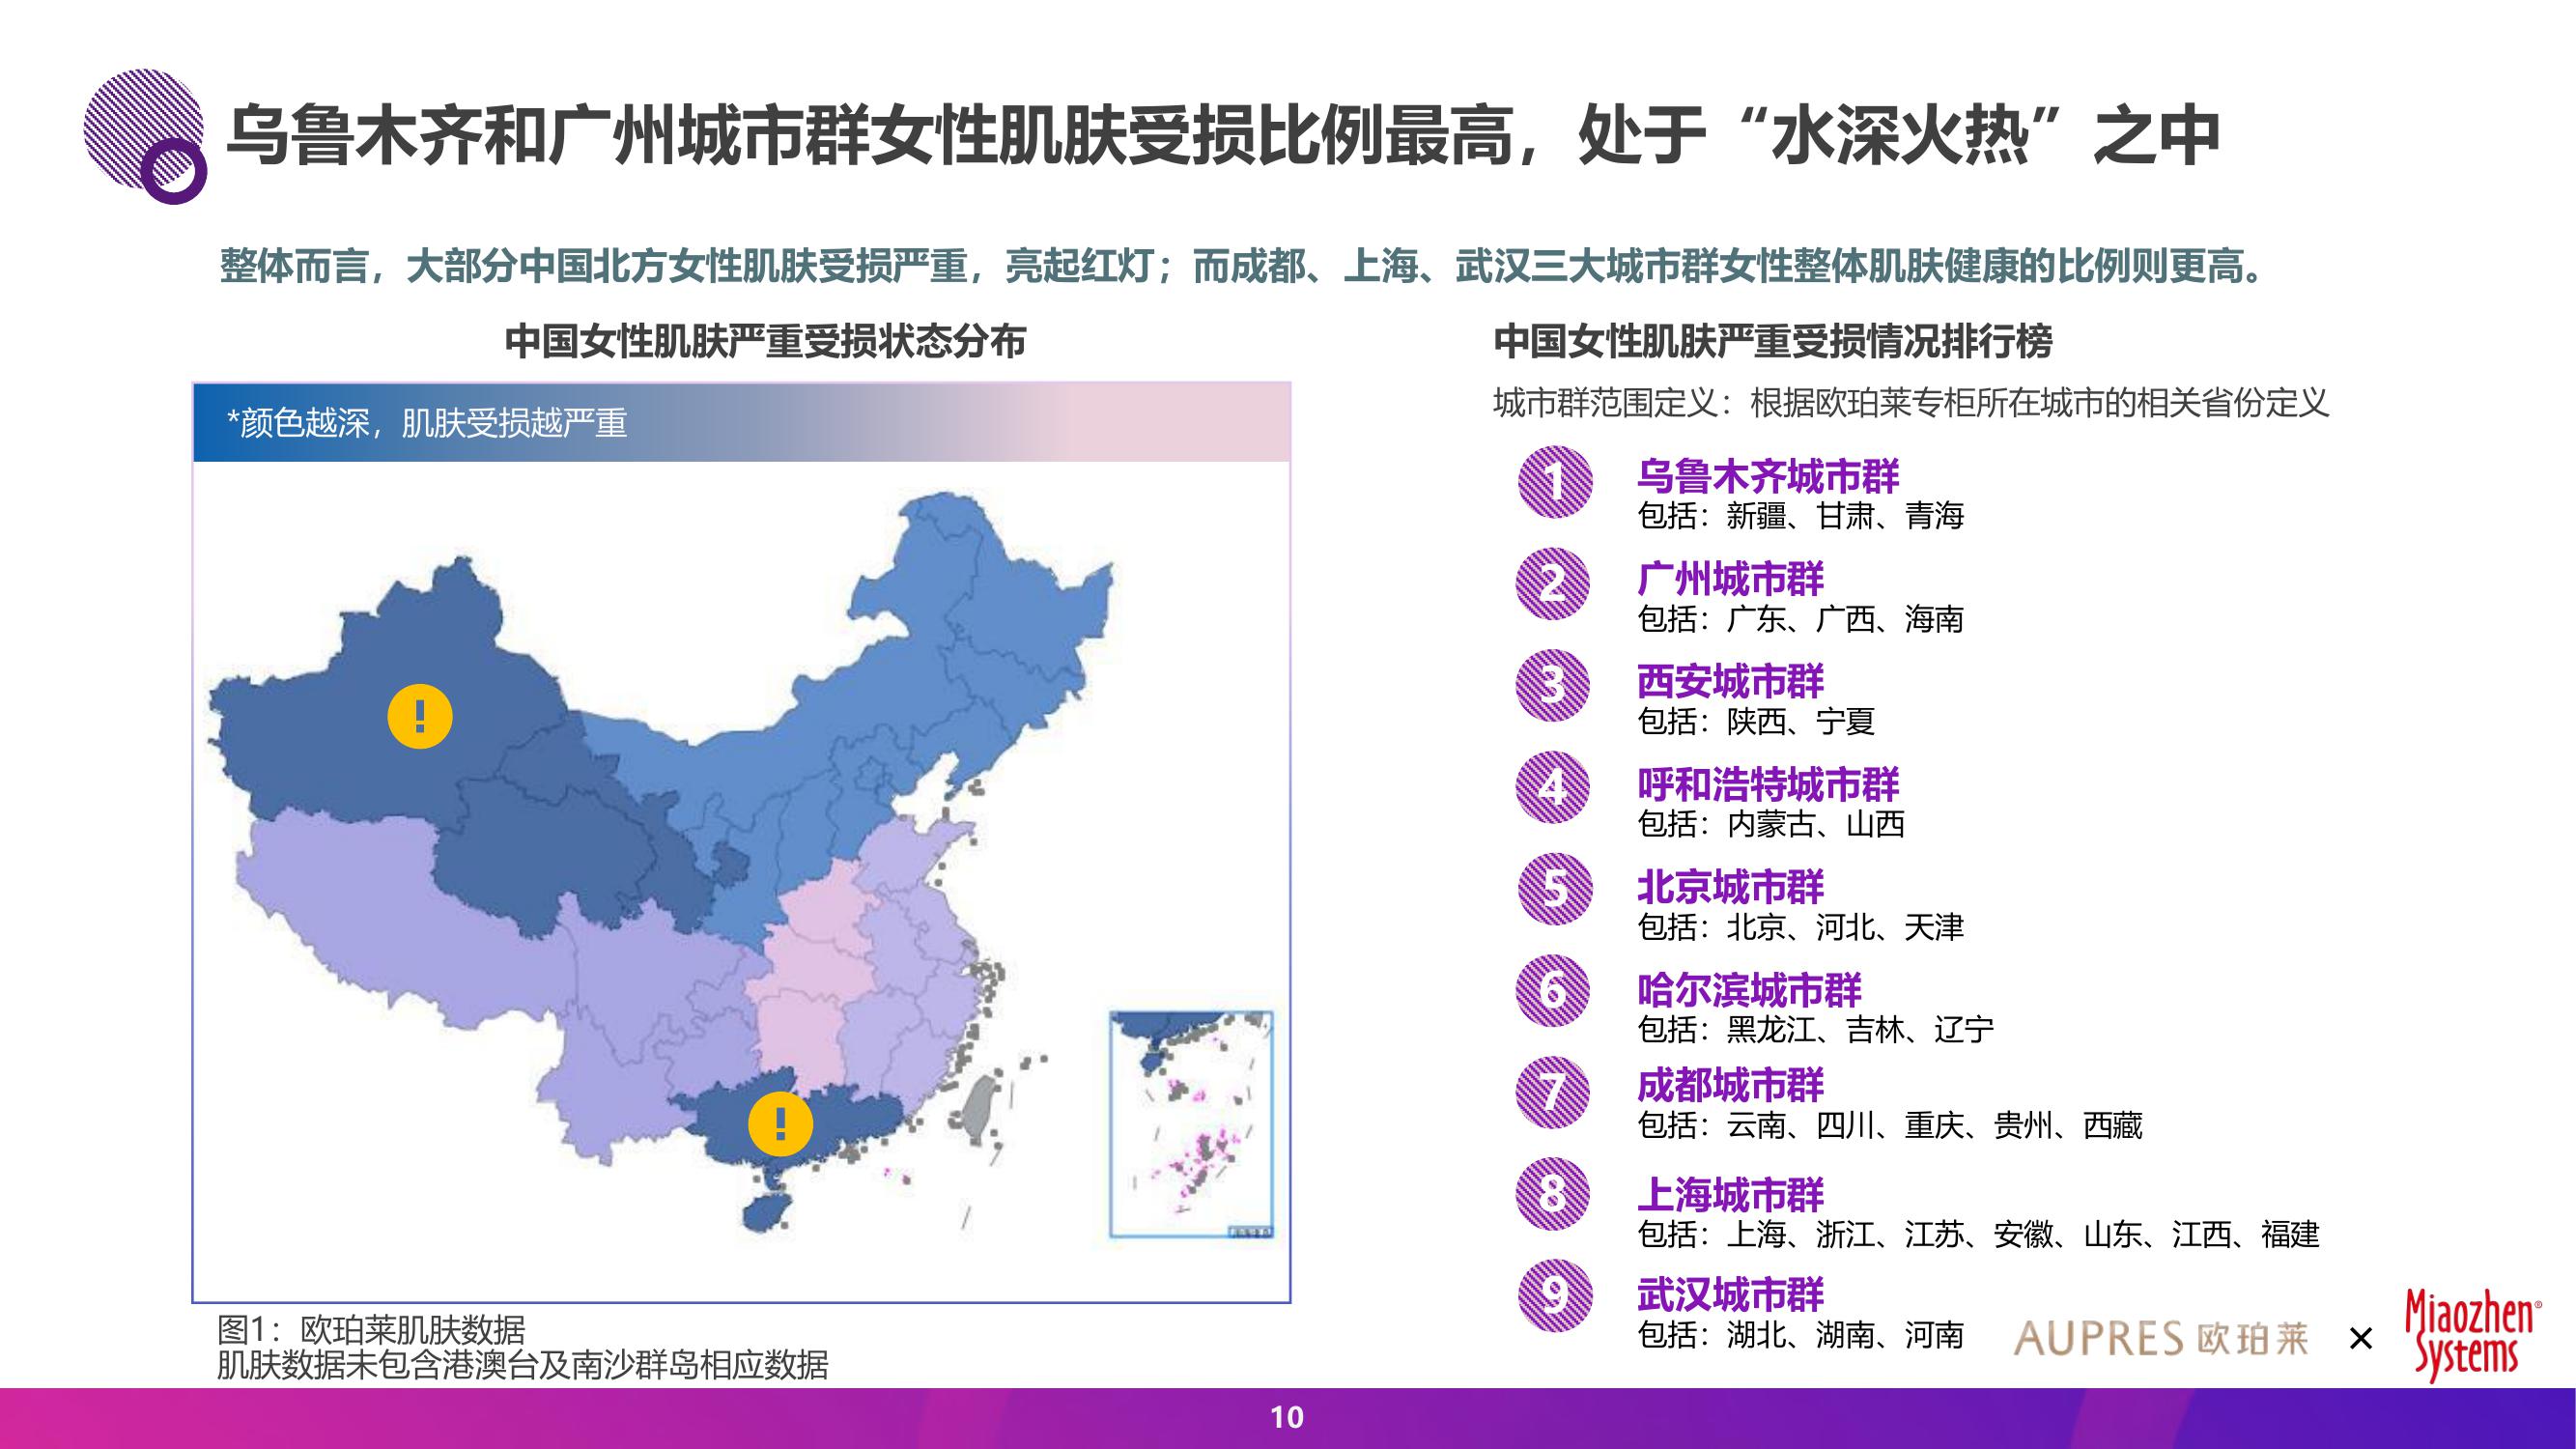 乌鲁木齐和广州城市群女性肌肤受损比例最高，处于“水深火热”之中
整体而言，大部分中国北方女性肌肤受损严重，亮起红灯；而成都、上海、武汉三大城市群女性整体肌肤健康的比例则更高。
中国女性肌肤严重受损状态分布
*颜色越深，肌肤受损越严重
!
!
图1：欧珀莱肌肤数据
肌肤数据未包含港澳台及南沙群岛相应数据
中国女性肌肤严重受损情况排行榜
城市群范围定义：根据欧珀莱专柜所在城市的相关省份定义
1 乌鲁木齐城市群
包括：新疆、甘肃、青海
2 广州城市群
包括：广东、广西、海南
3 西安城市群
包括：陕西、宁夏
4 呼和浩特城市群
包括：内蒙古、山西
5 北京城市群
包括：北京、河北、天津
6 哈尔滨城市群
包括：黑龙江、吉林、辽宁
7 成都城市群
包括：云南、四川、重庆、贵州、西藏
8 上海城市群
包括：上海、浙江、江苏、安徽、山东、江西、福建
9 武汉城市群
包括：湖北、湖南、河南
AUPRES 欧珀莱 × Miaozhen® Systems
10